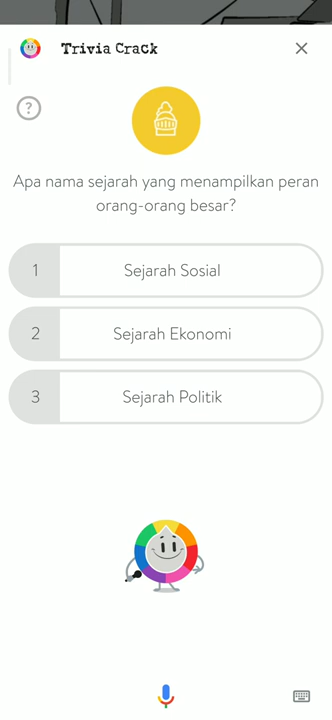 Trivia Crack
?
Apa nama sejarah yang menampilkan peran
orang-orang besar?
1 Sejarah Sosial
2 Sejarah Ekonomi
3 Sejarah Politik